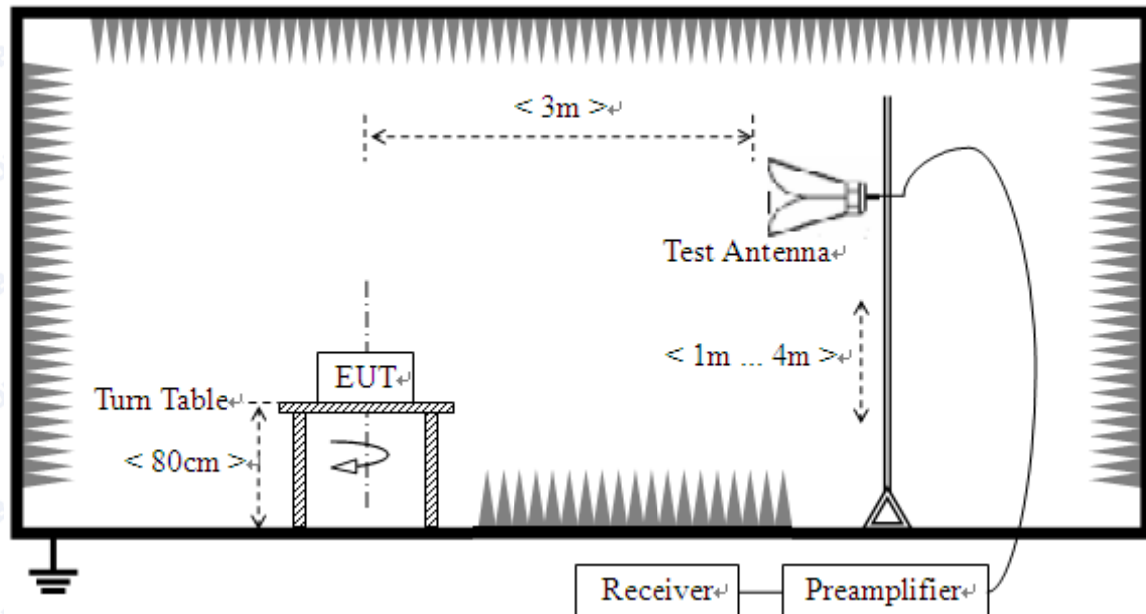 < 3m >
Test Antenna
< 1m ... 4m >
EUT
Turn Table
< 80cm >
Receiver
Preamplifier